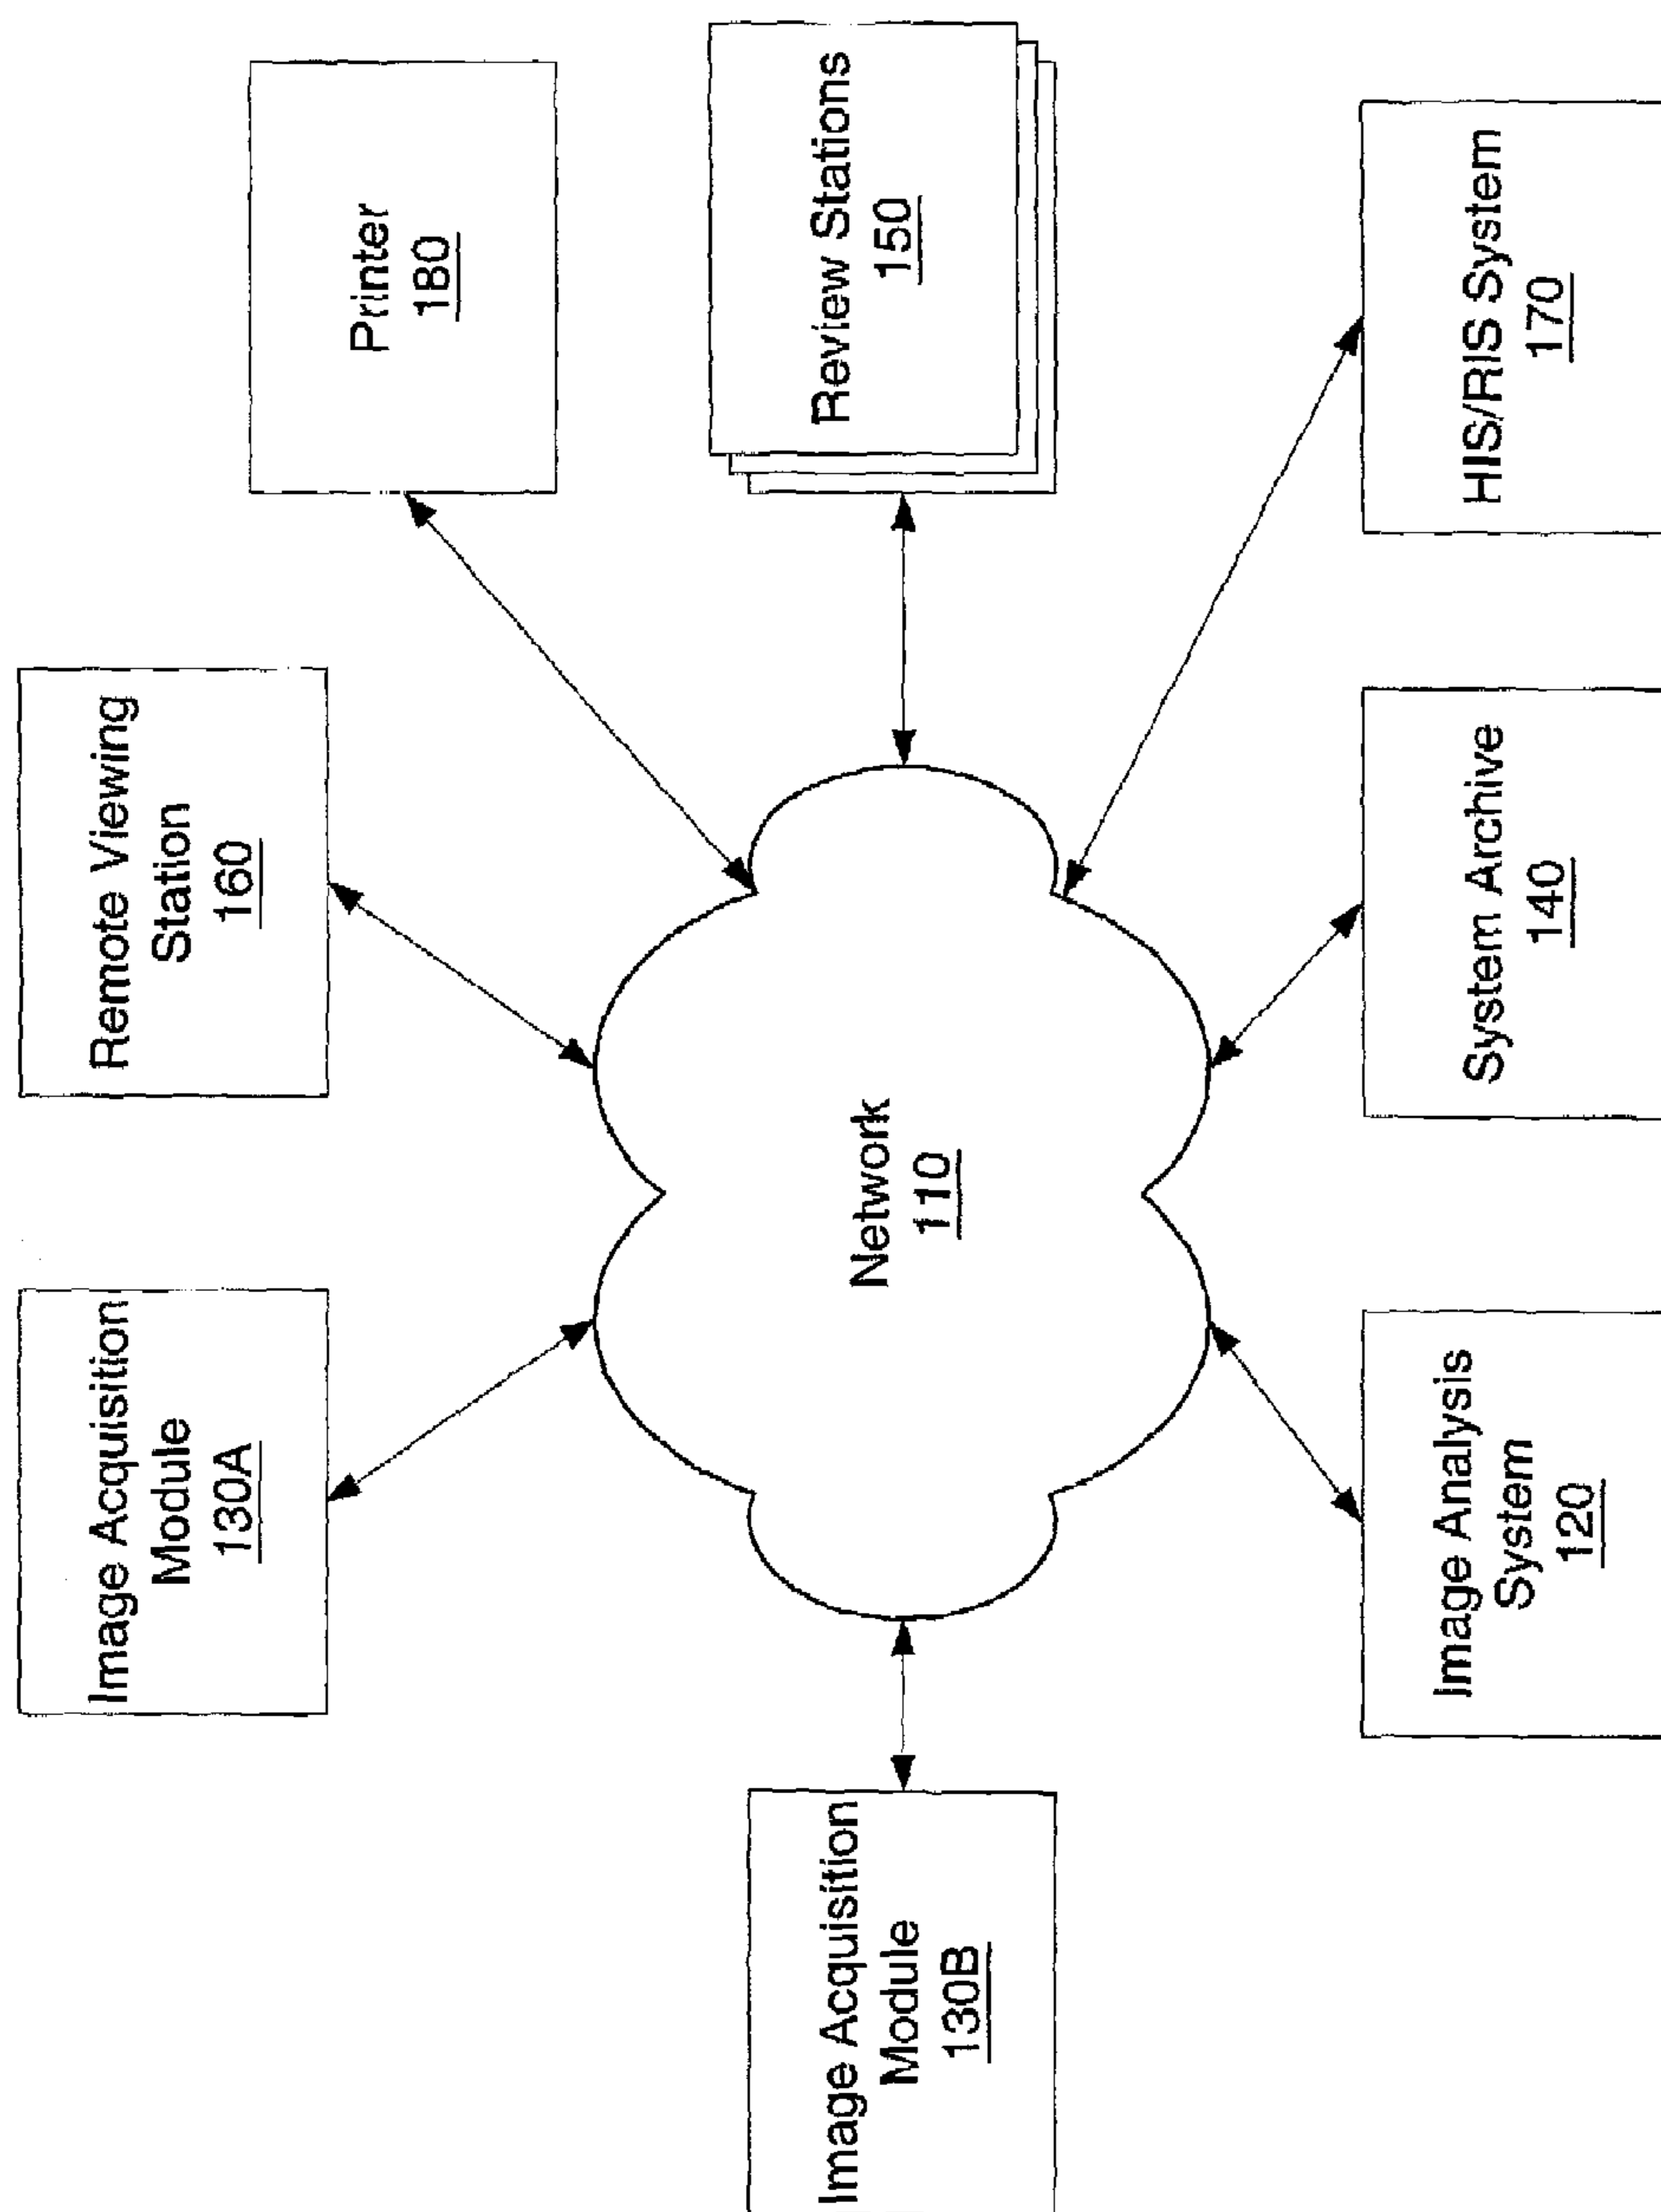 Image Acquisition
Module
130A
Remote Viewing
Station
160
Printer
180
Image Acquisition
Module
130B
Network
110
Review Stations
150
Image Analysis
System
120
System Archive
140
HIS/RIS System
170